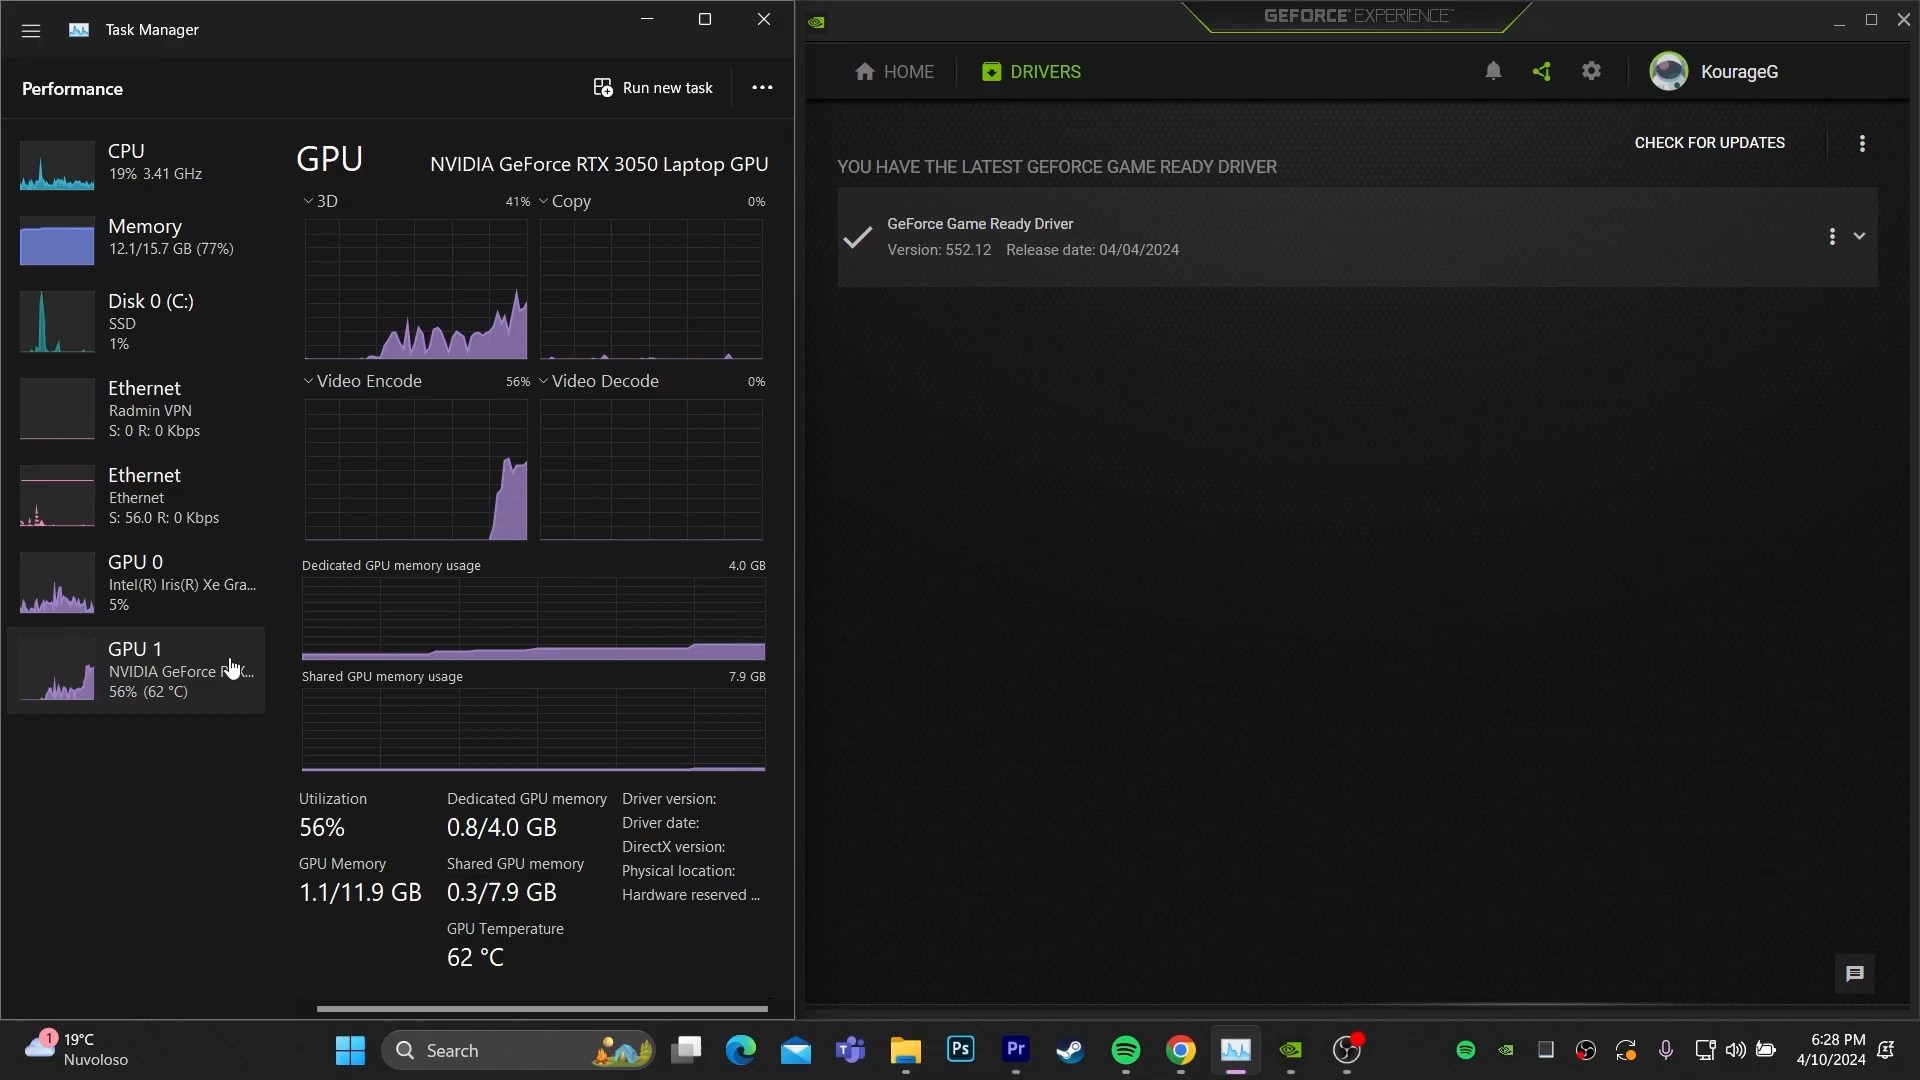 Task Manager
Performance
Run new task
CPU
19% 3.41 GHz
Memory
12.1/15.7 GB (77%)
Disk 0 (C:)
SSD
1%
Ethernet
Radmin VPN
S: 0 R: 0 Kbps
Ethernet
Ethernet
S: 56.0 R: 0 Kbps
GPU 0
Intel(R) Iris(R) Xe Gra...
5%
GPU 1
NVIDIA GeForce
56% (62 °C)
GPU
NVIDIA GeForce RTX 3050 Laptop GPU
3D 41%
Copy 0%
Video Encode 56%
Video Decode 0%
Dedicated GPU memory usage 4.0 GB
Shared GPU memory usage 7.9 GB
Utilization
56%
Dedicated GPU memory
0.8/4.0 GB
GPU Memory
1.1/11.9 GB
Shared GPU memory
0.3/7.9 GB
GPU Temperature
62 °C
Driver version:
Driver date:
DirectX version:
Physical location:
Hardware reserved ...
GEFORCE EXPERIENCE
HOME
DRIVERS
KourageG
CHECK FOR UPDATES
YOU HAVE THE LATEST GEFORCE GAME READY DRIVER
GeForce Game Ready Driver
Version: 552.12 Release date: 04/04/2024
1
19°C
Nuvoloso
Search
Ps
Pr
6:28 PM
4/10/2024